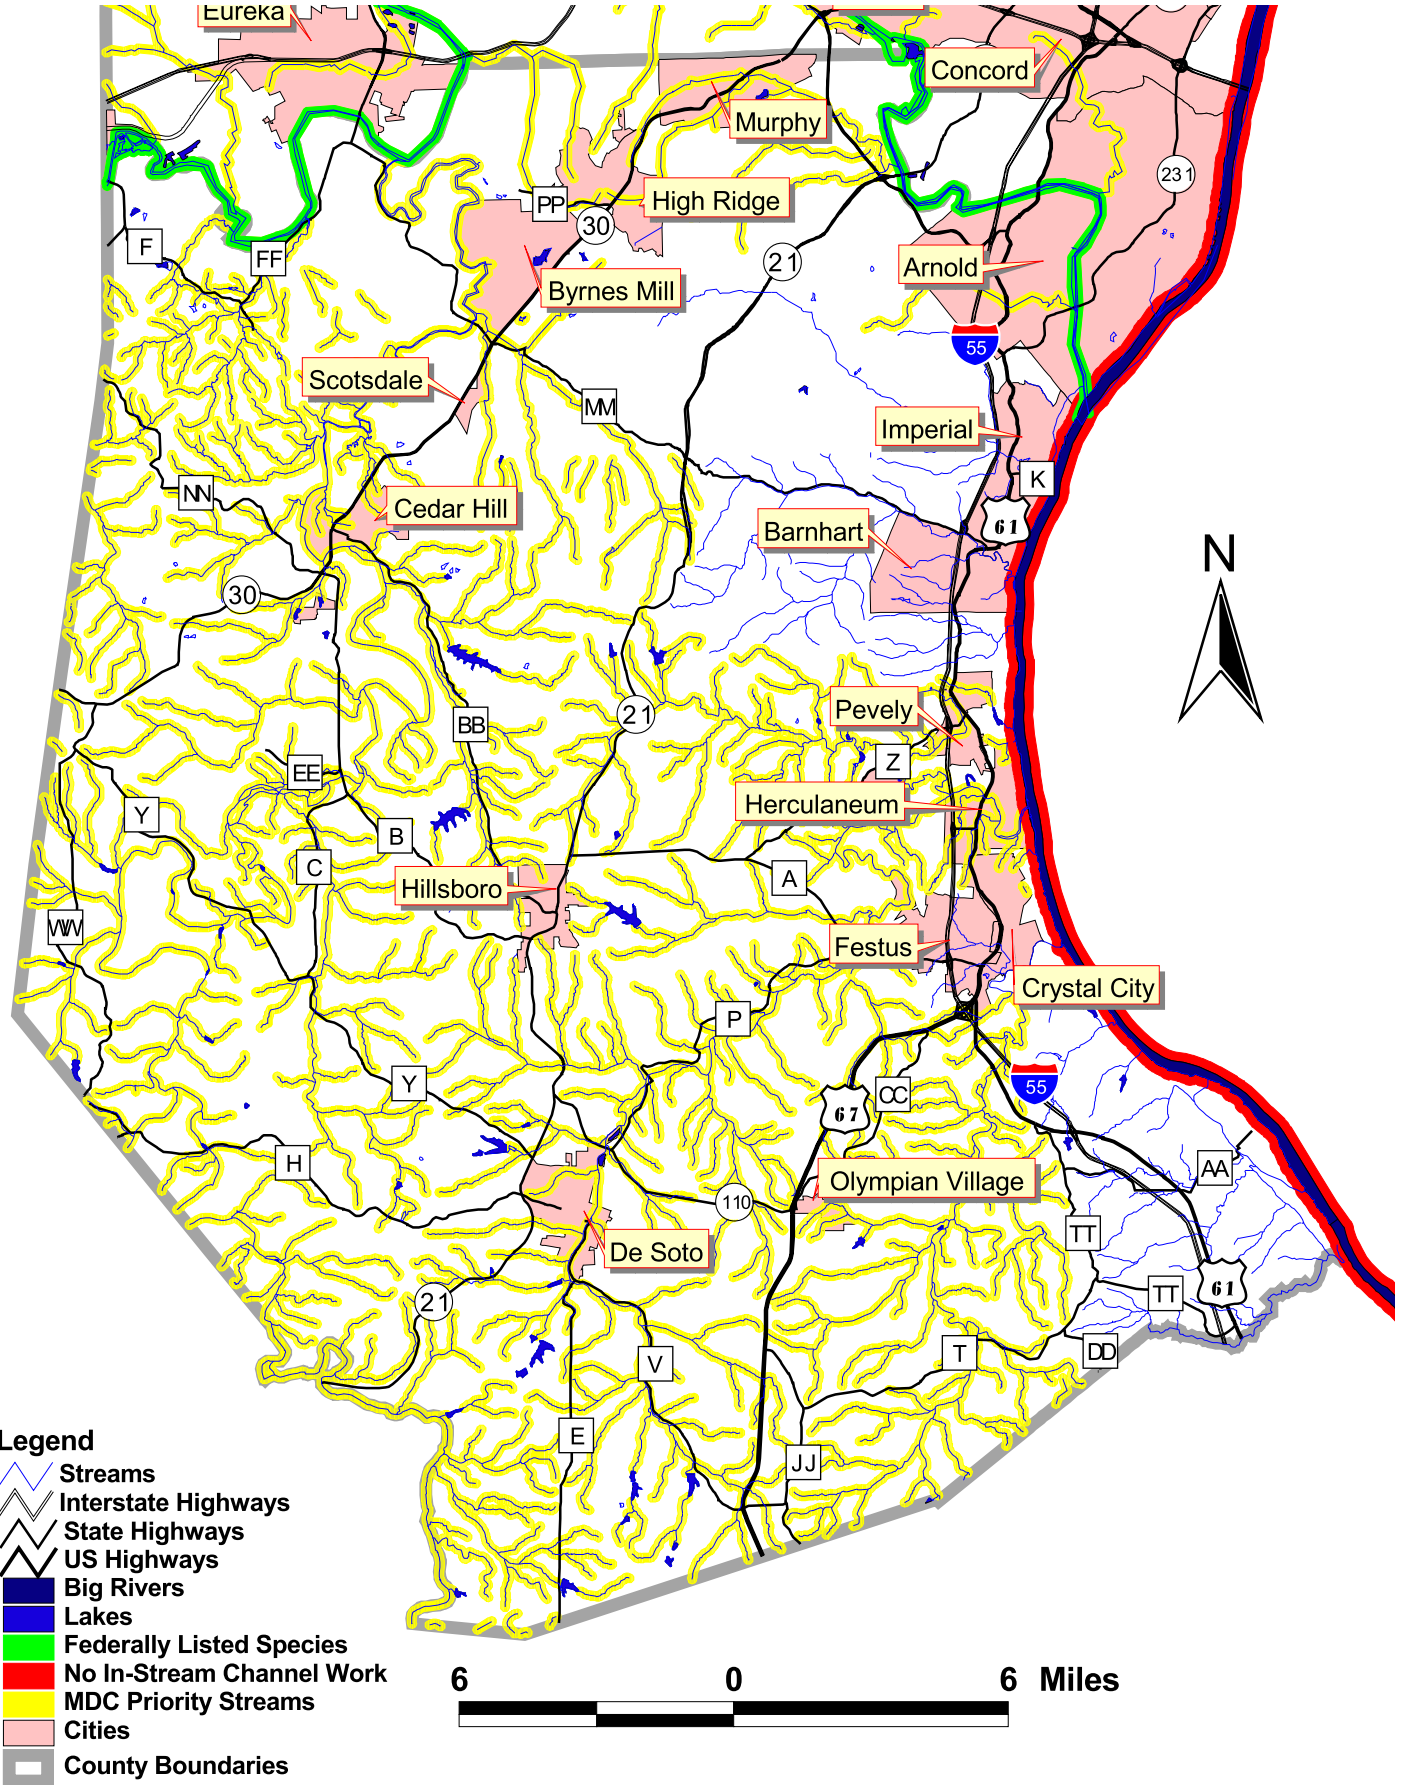 Eureka
Concord
Murphy
231
PP
High Ridge
30
F
FF
21
Arnold
Byrnes Mill
55
Scotsdale
MM
Imperial
K
NN
Cedar Hill
61
Barnhart
N
30
Pevely
21
BB
Z
EE
Herculaneum
Y
B
C
A
Hillsboro
WW
Festus
Crystal City
P
Y
55
CC
67
H
AA
Olympian Village
110
TT
De Soto
61
TT
21
T
DD
V
E
JJ
Legend
Streams
Interstate Highways
State Highways
US Highways
Big Rivers
Lakes
Federally Listed Species
No In-Stream Channel Work
MDC Priority Streams
Cities
County Boundaries
6 0 6 Miles